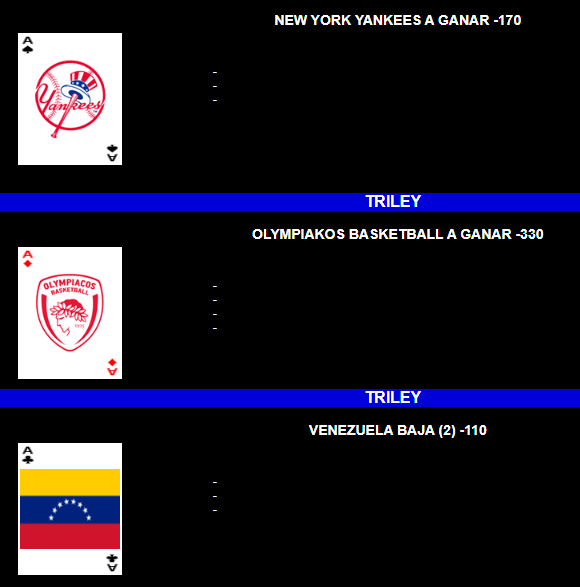 NEW YORK YANKEES A GANAR -170
A
Yankees
-
-
-
A
TRILEY
OLYMPIAKOS BASKETBALL A GANAR -330
A
OLYMPIACOS
BASKETBALL
1925
-
-
-
-
A
TRILEY
VENEZUELA BAJA (2) -110
A
-
-
-
A